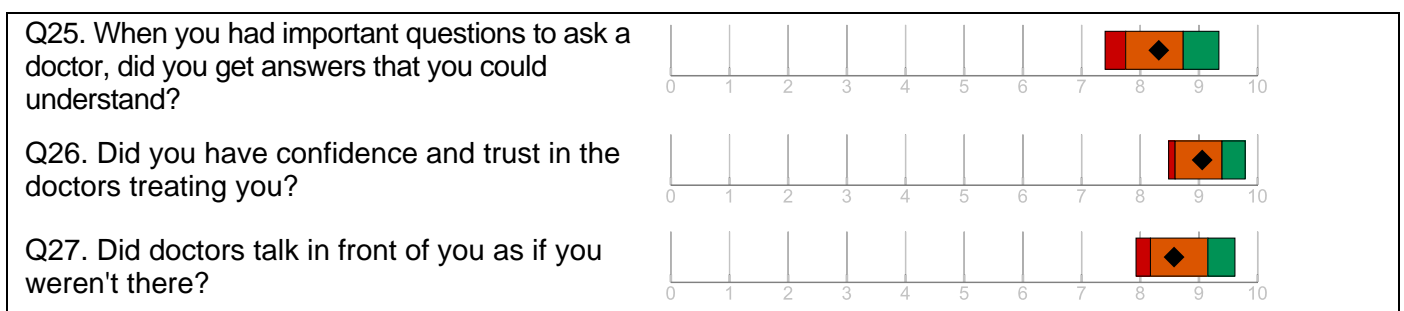 Q25. When you had important questions to ask a
doctor, did you get answers that you could
understand?
0 1 2 3 4 5 6 7 8 9 10
Q26. Did you have confidence and trust in the
doctors treating you?
0 1 2 3 4 5 6 7 8 9 10
Q27. Did doctors talk in front of you as if you
weren't there?
0 1 2 3 4 5 6 7 8 9 10